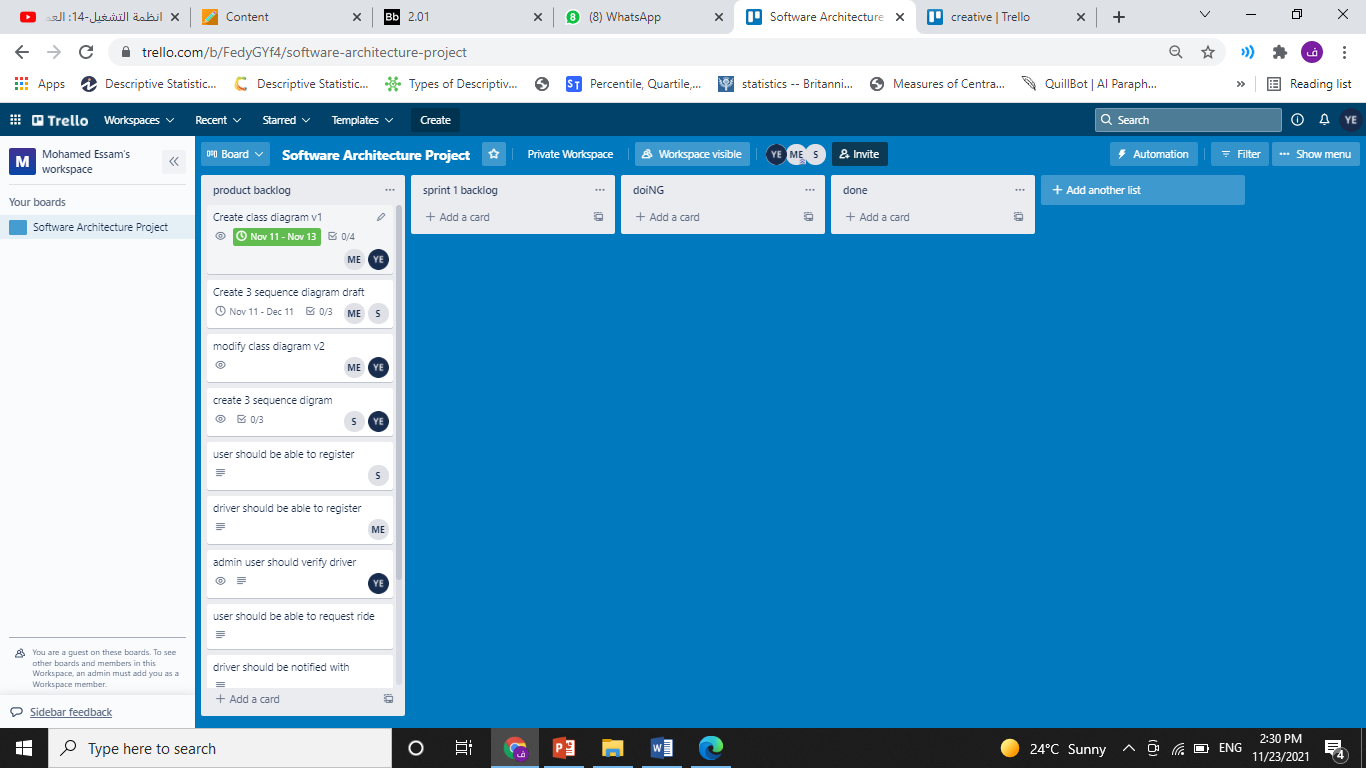 انظمة التشغيل-14: الع
Content
Bb 2.01
8 (8) WhatsApp
Software Architecture
creative | Trello
trello.com/b/FedyGYf4/software-architecture-project
ف
Apps
Descriptive Statistic...
Descriptive Statistic...
Types of Descriptiv...
ST Percentile, Quartile,...
statistics -- Britanni...
Measures of Centra...
QuillBot | AI Paraph...
»
Reading list
Trello
Workspaces
Recent
Starred
Templates
Create
Search
YE
M
Mohamed Essam's
workspace
Your boards
Software Architecture Project
You are a guest on these boards. To see
other boards and members in this
Workspace, an admin must add you as a
Workspace member.
Sidebar feedback
Board
Software Architecture Project
Private Workspace
Workspace visible
YE ME S
Invite
Automation
Filter
Show menu
product backlog
Create class diagram v1
Nov 11 - Nov 13 0/4
ME YE
Create 3 sequence diagram draft
Nov 11 - Dec 11 0/3 ME S
modify class diagram v2
ME YE
create 3 sequence digram
0/3 S YE
user should be able to register
S
driver should be able to register
ME
admin user should verify driver
YE
user should be able to request ride
driver should be notified with
+ Add a card
sprint 1 backlog
+ Add a card
doiNG
+ Add a card
done
+ Add a card
+ Add another list
Type here to search
ف
24°C Sunny
ENG
2:30 PM
11/23/2021
4